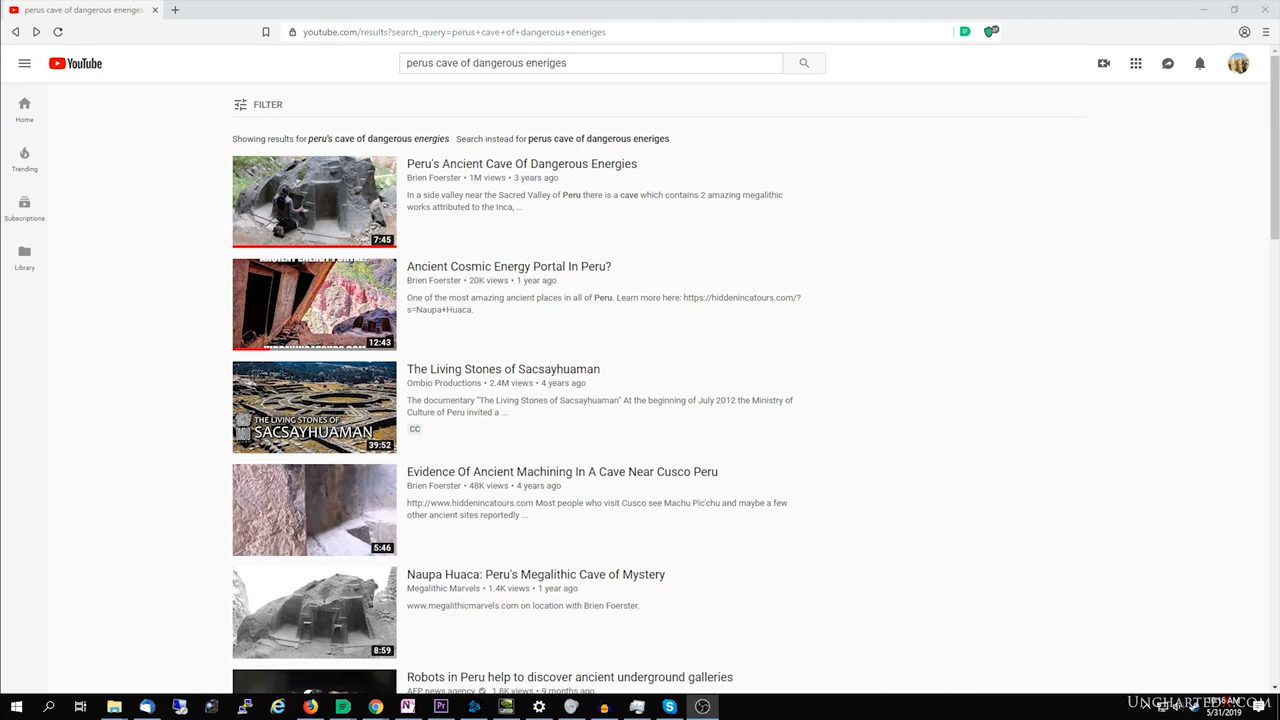 perus cave of dangerous eneriges
youtube.com/results?search_query=perus+cave+of+dangerous+eneriges
YouTube
perus cave of dangerous eneriges
Home
Trending
Subscriptions
Library
FILTER
Showing results for peru's cave of dangerous energies Search instead for perus cave of dangerous eneriges
Peru's Ancient Cave Of Dangerous Energies
Brien Foerster • 1M views • 3 years ago
In a side valley near the Sacred Valley of Peru there is a cave which contains 2 amazing megalithic
works attributed to the Inca, ...
7:45
Ancient Cosmic Energy Portal In Peru?
Brien Foerster • 20K views • 1 year ago
One of the most amazing ancient places in all of Peru. Learn more here: https://hiddenincatours.com/?
s=Naupa+Huaca.
12:43
The Living Stones of Sacsayhuaman
Ombio Productions • 2.4M views • 4 years ago
The documentary "The Living Stones of Sacsayhuaman" At the beginning of July 2012 the Ministry of
Culture of Peru invited a ...
CC
THE LIVING STONES OF
SACSAYHUAMAN
39:52
Evidence Of Ancient Machining In A Cave Near Cusco Peru
Brien Foerster • 48K views • 4 years ago
http://www.hiddenincatours.com Most people who visit Cusco see Machu Pic'chu and maybe a few
other ancient sites reportedly ...
5:46
Naupa Huaca: Peru's Megalithic Cave of Mystery
Megalithic Marvels • 1.4K views • 1 year ago
www.megalithicmarvels.com on location with Brien Foerster.
8:59
Robots in Peru help to discover ancient underground galleries
AFP news agency • 1.8K views • 9 months ago
UnchartedX.com
5/31/2019